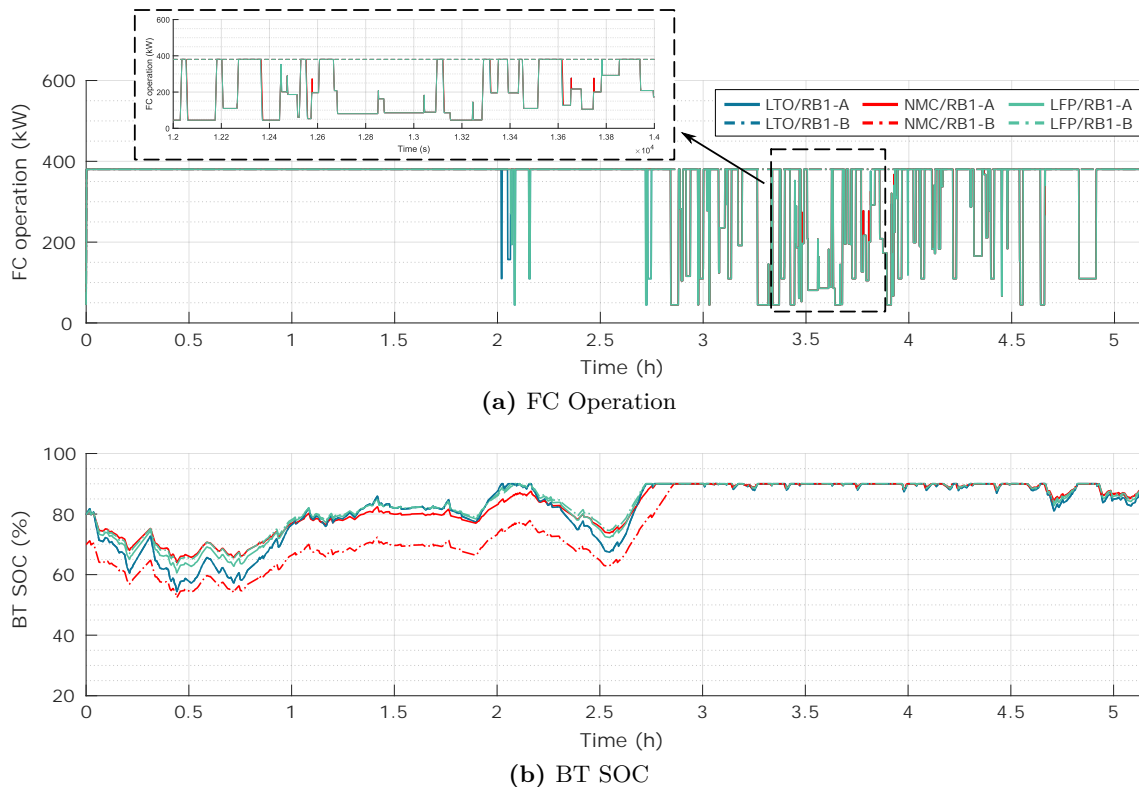 600
400
200
0
FC operation (kW)
1.2 1.22 1.24 1.26 1.28 1.3 1.32 1.34 1.36 1.38 1.4
Time (s)
×10⁴
600
400
200
0
FC operation (kW)
LTO/RB1-A NMC/RB1-A LFP/RB1-A
LTO/RB1-B NMC/RB1-B LFP/RB1-B
0 0.5 1 1.5 2 2.5 3 3.5 4 4.5 5
Time (h)
(a) FC Operation
100
80
60
40
20
BT SOC (%)
0 0.5 1 1.5 2 2.5 3 3.5 4 4.5 5
Time (h)
(b) BT SOC